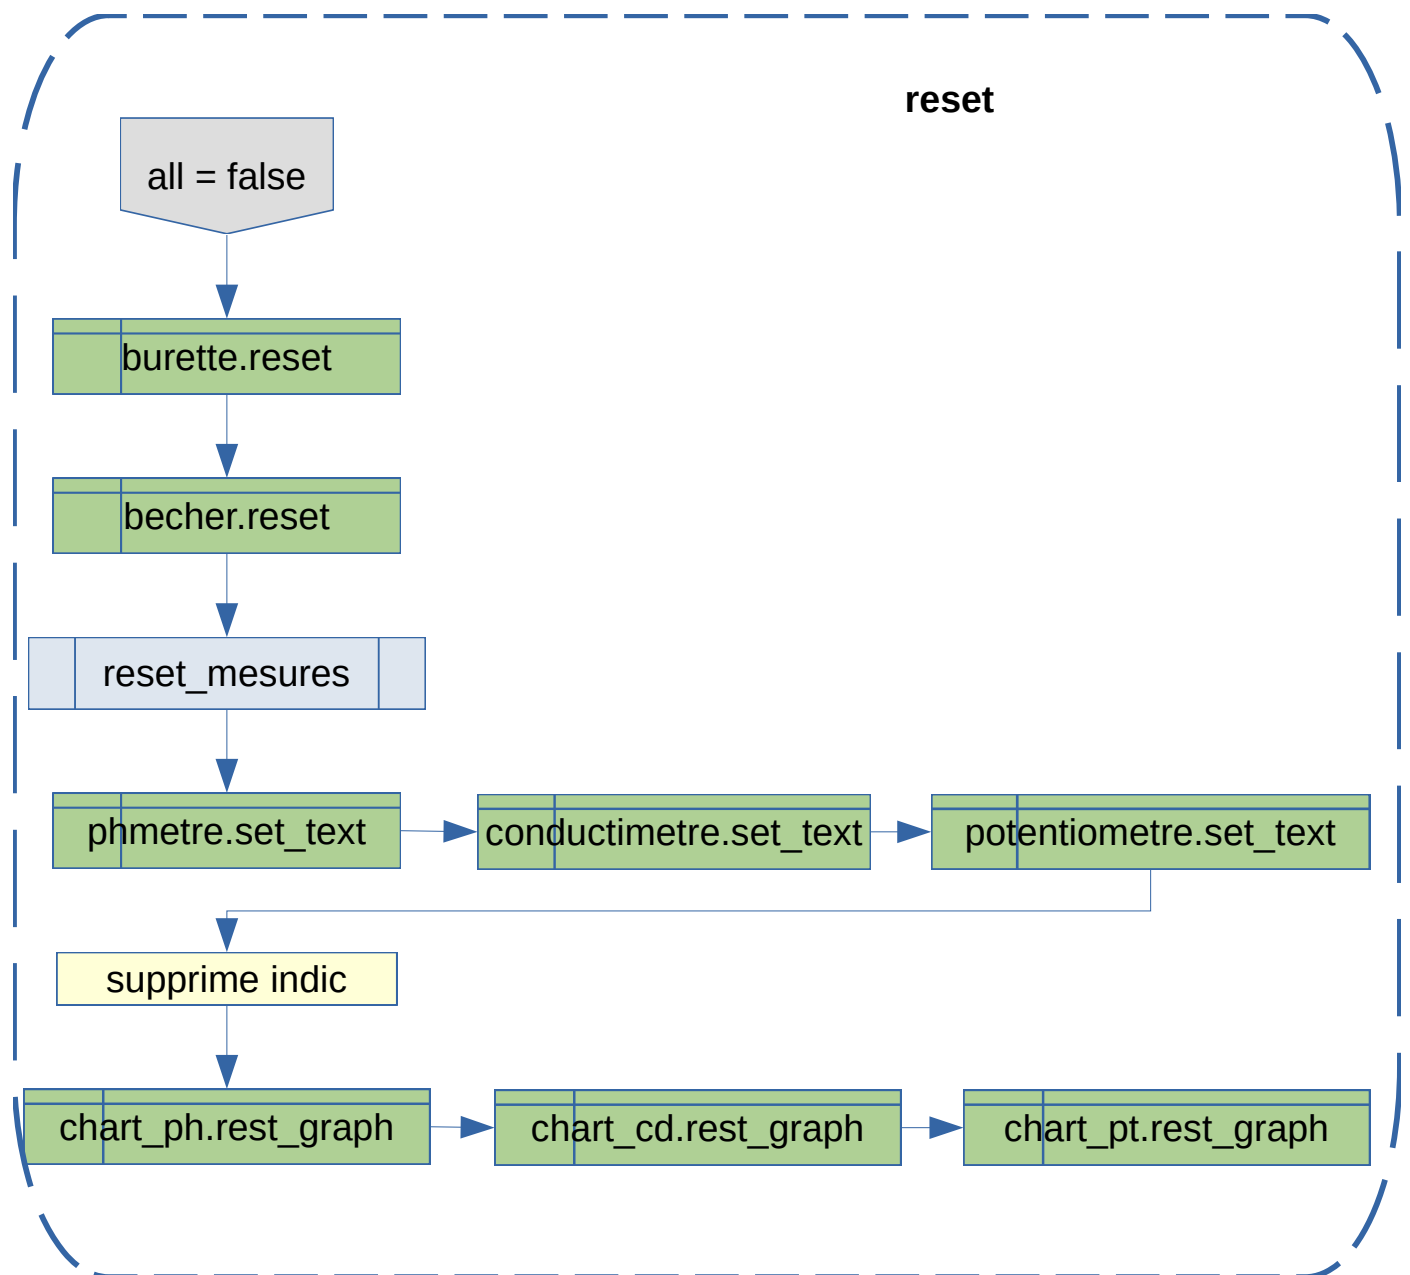 reset
all = false
burette.reset
becher.reset
reset_mesures
phmetre.set_text
conductimetre.set_text
potentiometre.set_text
supprime indic
chart_ph.rest_graph
chart_cd.rest_graph
chart_pt.rest_graph